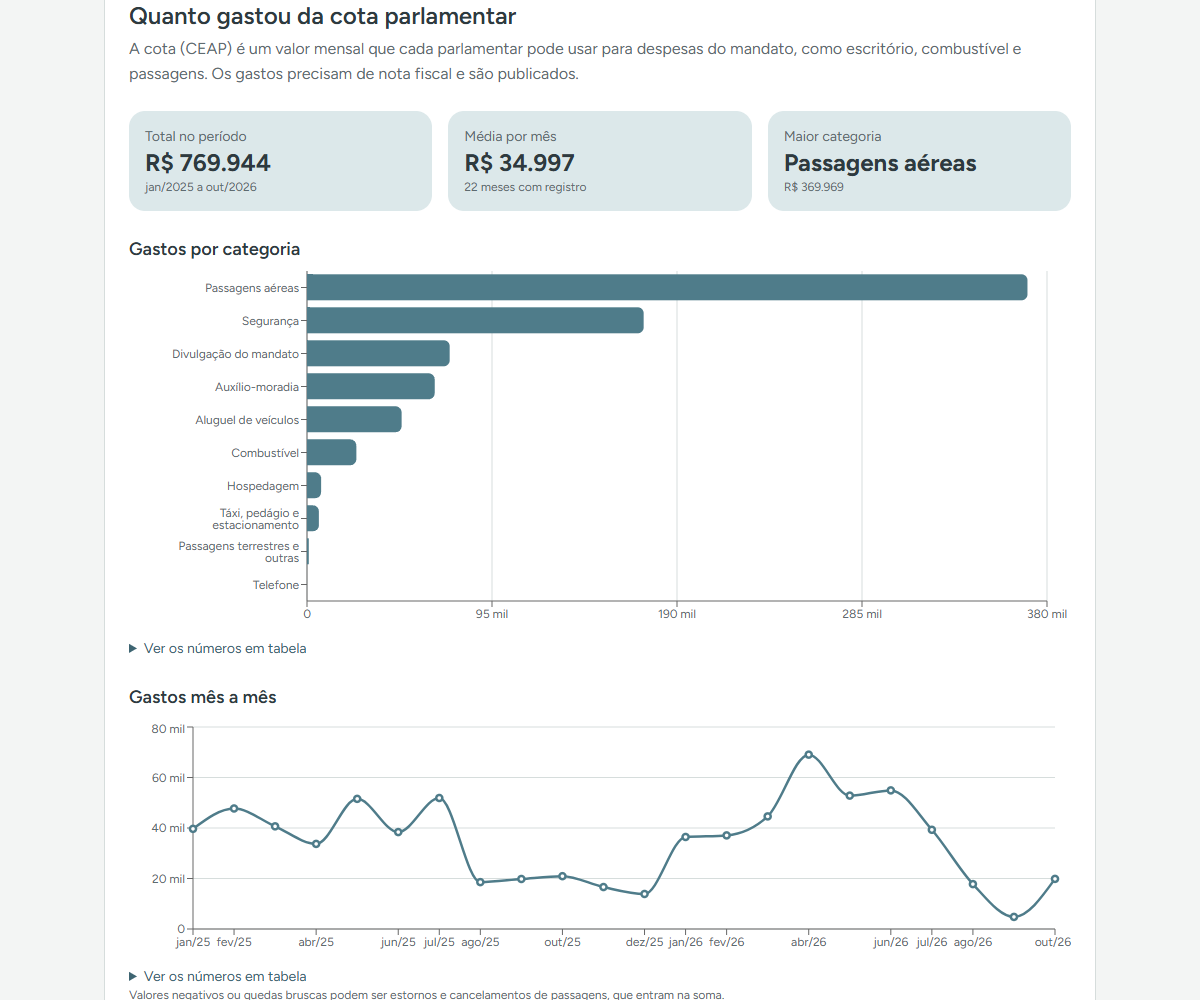 Quanto gastou da cota parlamentar
A cota (CEAP) é um valor mensal que cada parlamentar pode usar para despesas do mandato, como escritório, combustível e
passagens. Os gastos precisam de nota fiscal e são publicados.
Total no período
R$ 769.944
jan/2025 a out/2026
Média por mês
R$ 34.997
22 meses com registro
Maior categoria
Passagens aéreas
R$ 369.969
Gastos por categoria
Passagens aéreas
Segurança
Divulgação do mandato
Auxílio-moradia
Aluguel de veículos
Combustível
Hospedagem
Táxi, pedágio e
estacionamento
Passagens terrestres e
outras
Telefone
0 95 mil 190 mil 285 mil 380 mil
Ver os números em tabela
Gastos mês a mês
80 mil
60 mil
40 mil
20 mil
0
jan/25 fev/25 abr/25 jun/25 jul/25 ago/25 out/25 dez/25 jan/26 fev/26 abr/26 jun/26 jul/26 ago/26 out/26
Ver os números em tabela
Valores negativos ou quedas bruscas podem ser estornos e cancelamentos de passagens, que entram na soma.